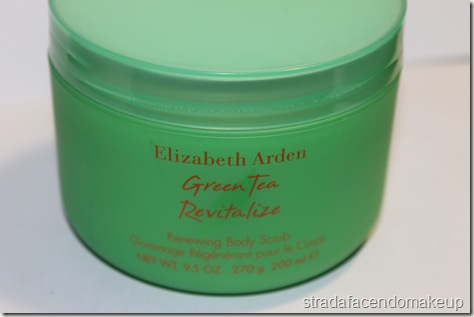 Elizabeth Arden
Green Tea
Revitalize
Renewing Body Scrub
Gommage Régénérant pour le Corps
NET WT. 9.5 OZ. 270 g 200 ml ℮
stradafacendomakeup